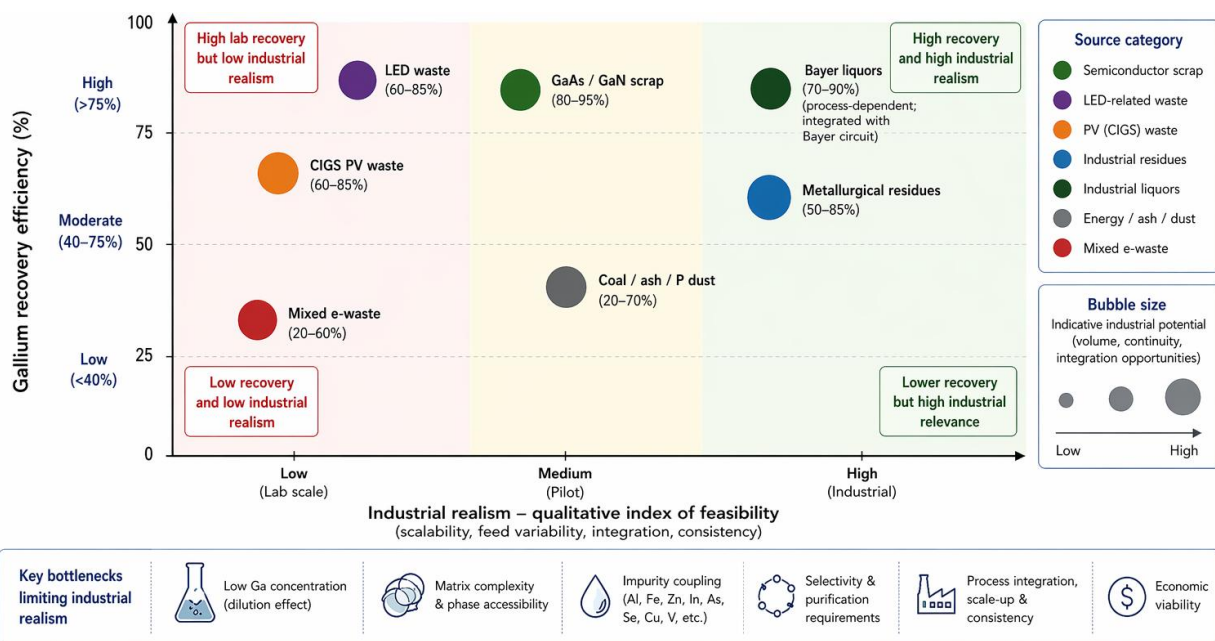 Gallium recovery efficiency (%)
100
High
(>75%)
75
Moderate
(40–75%)
50
25
Low
(<40%)
0
High lab recovery
but low industrial
realism
LED waste
(60–85%)
GaAs / GaN scrap
(80–95%)
Bayer liquors
(70–90%)
(process-dependent;
integrated with
Bayer circuit)
High recovery
and high industrial
realism
CIGS PV waste
(60–85%)
Metallurgical residues
(50–85%)
Coal / ash / P dust
(20–70%)
Mixed e-waste
(20–60%)
Low recovery
and low industrial
realism
Lower recovery
but high industrial
relevance
Low
(Lab scale)
Medium
(Pilot)
High
(Industrial)
Industrial realism – qualitative index of feasibility
(scalability, feed variability, integration, consistency)
Source category
Semiconductor scrap
LED-related waste
PV (CIGS) waste
Industrial residues
Industrial liquors
Energy / ash / dust
Mixed e-waste
Bubble size
Indicative industrial potential
(volume, continuity,
integration opportunities)
Low
High
Key bottlenecks
limiting industrial
realism
Low Ga concentration
(dilution effect)
Matrix complexity
& phase accessibility
Impurity coupling
(Al, Fe, Zn, In, As,
Se, Cu, V, etc.)
Selectivity &
purification
requirements
Process integration,
scale-up &
consistency
$
Economic
viability